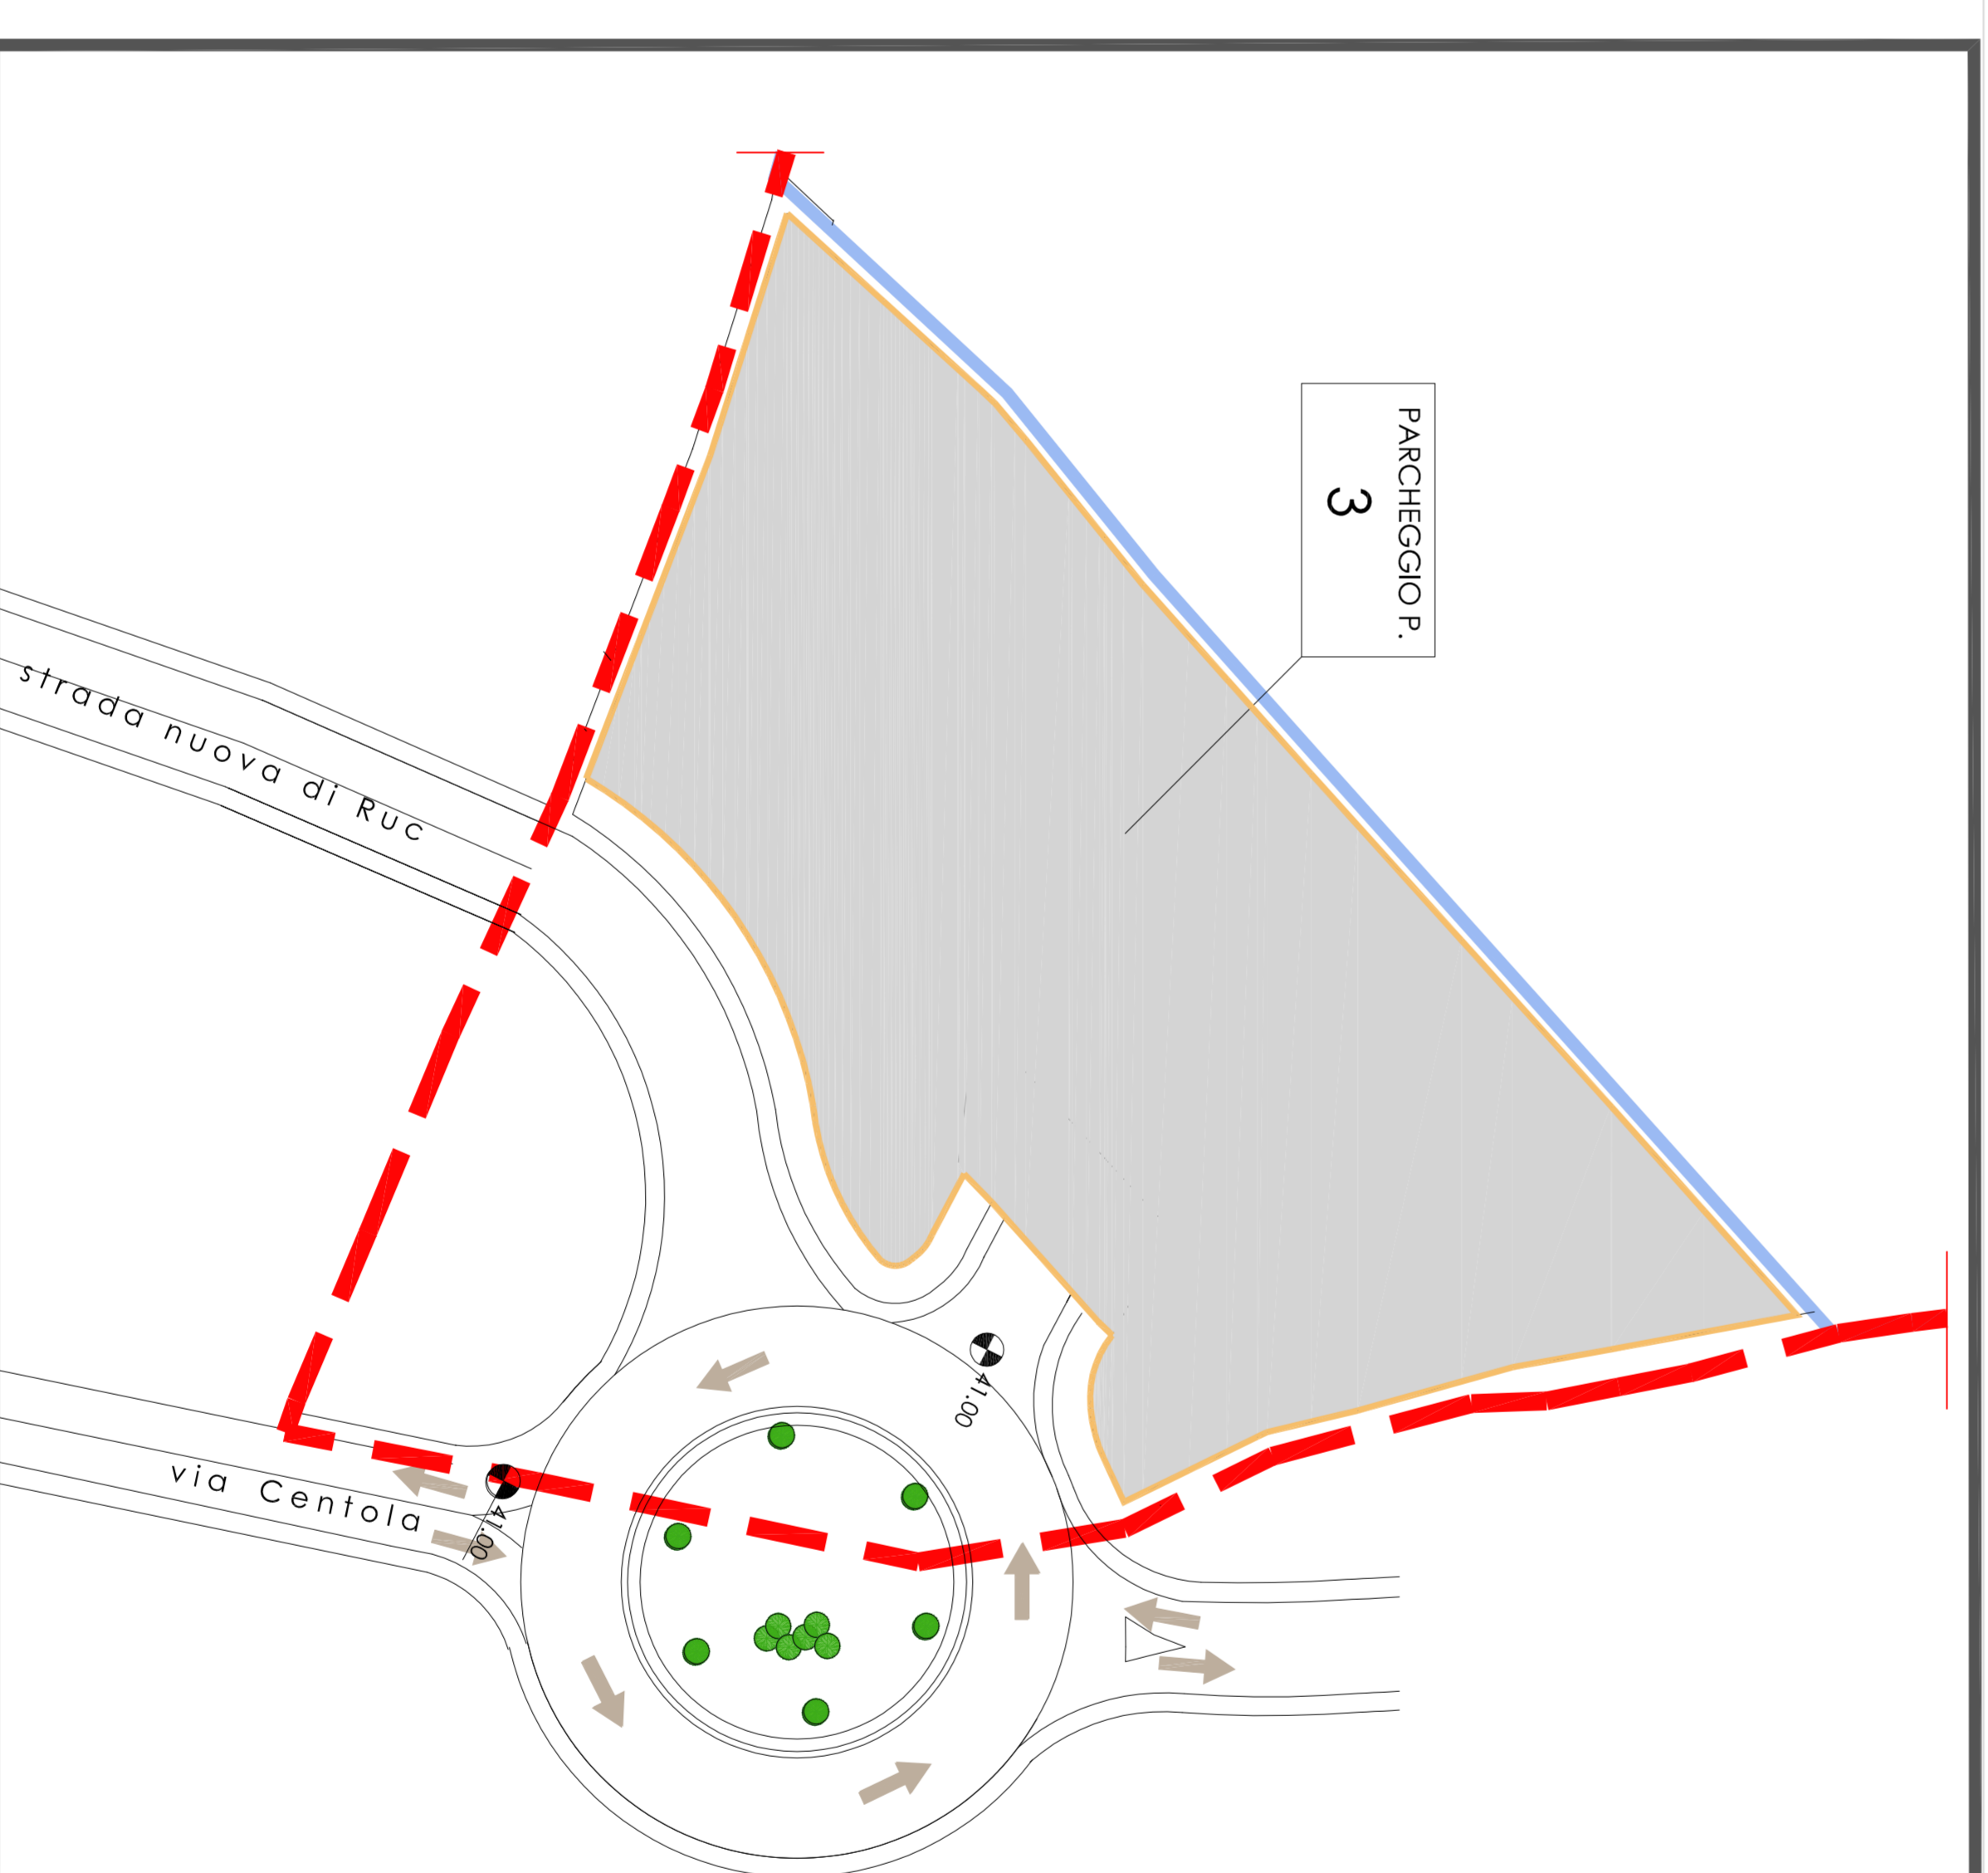 PARCHEGGIO P.
3
strada nuova di Ruc
41.00
via Centola
41.00